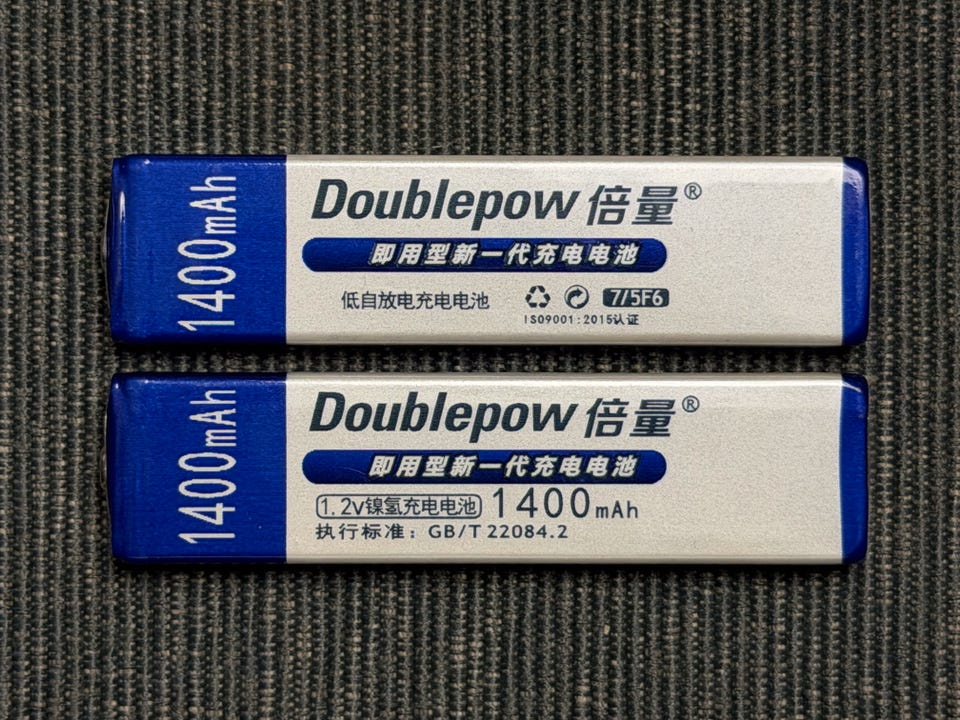 1400mAh
Doublepow 倍量®
即用型新一代充电电池
低自放电充电电池
7/5F6
ISO9001:2015认证
1400mAh
Doublepow 倍量®
即用型新一代充电电池
1.2v镍氢充电电池 1400mAh
执行标准：GB/T 22084.2